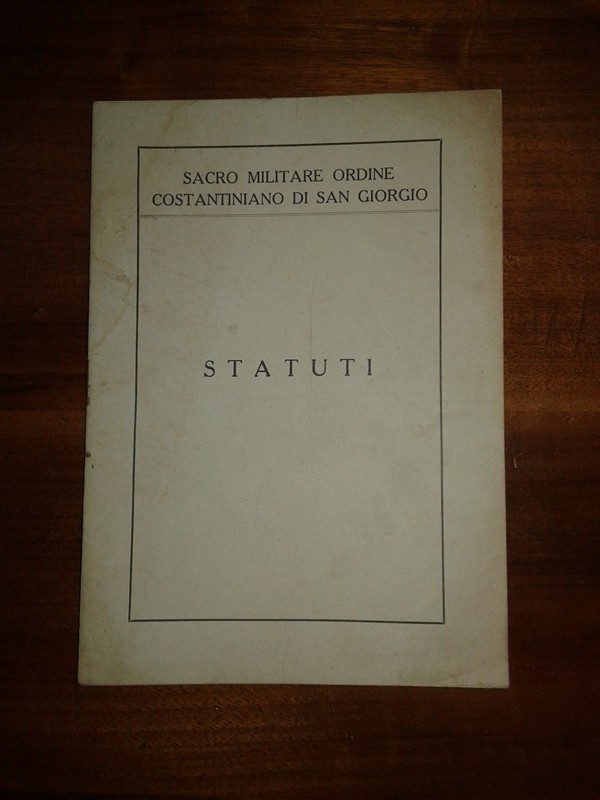 SACRO MILITARE ORDINE
COSTANTINIANO DI SAN GIORGIO
STATUTI